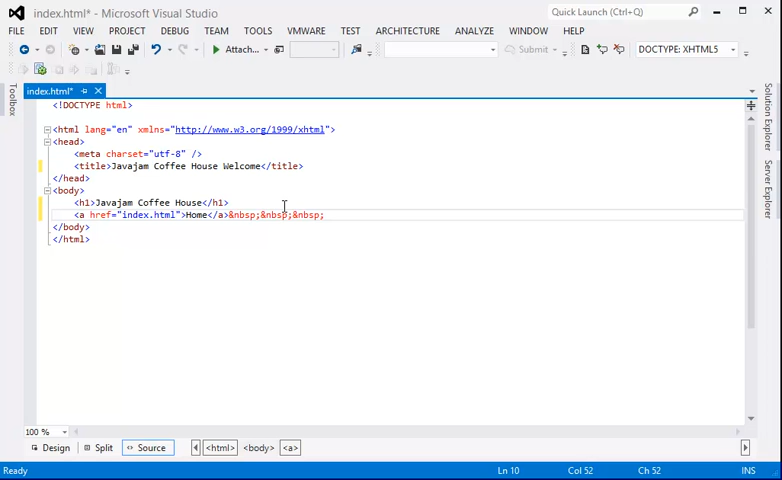 index.html* - Microsoft Visual Studio
Quick Launch (Ctrl+Q)
FILE EDIT VIEW PROJECT DEBUG TEAM TOOLS VMWARE TEST ARCHITECTURE ANALYZE WINDOW HELP
Attach... VMWARE Submit DOCTYPE: XHTML5
Toolbox
index.html*
Solution Explorer
Server Explorer
<!DOCTYPE html>
<html lang="en" xmlns="http://www.w3.org/1999/xhtml">
<head>
<meta charset="utf-8" />
<title>Javajam Coffee House Welcome</title>
</head>
<body>
<h1>Javajam Coffee House</h1>
<a href="index.html">Home</a>&nbsp;&nbsp;&nbsp;
</body>
</html>
100 %
Design Split Source <html> <body> <a>
Ready Ln 10 Col 52 Ch 52 INS